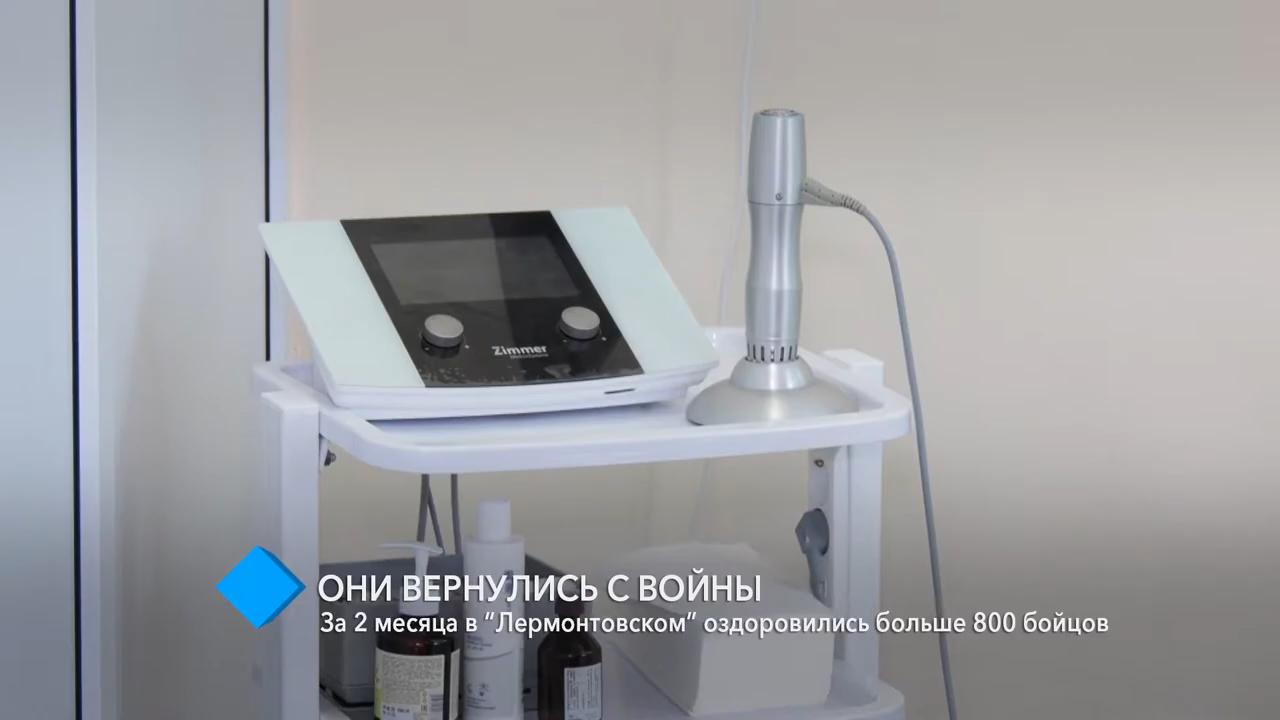 Zimmer
ОНИ ВЕРНУЛИСЬ С ВОЙНЫ
За 2 месяца в “Лермонтовском” оздоровились больше 800 бойцов